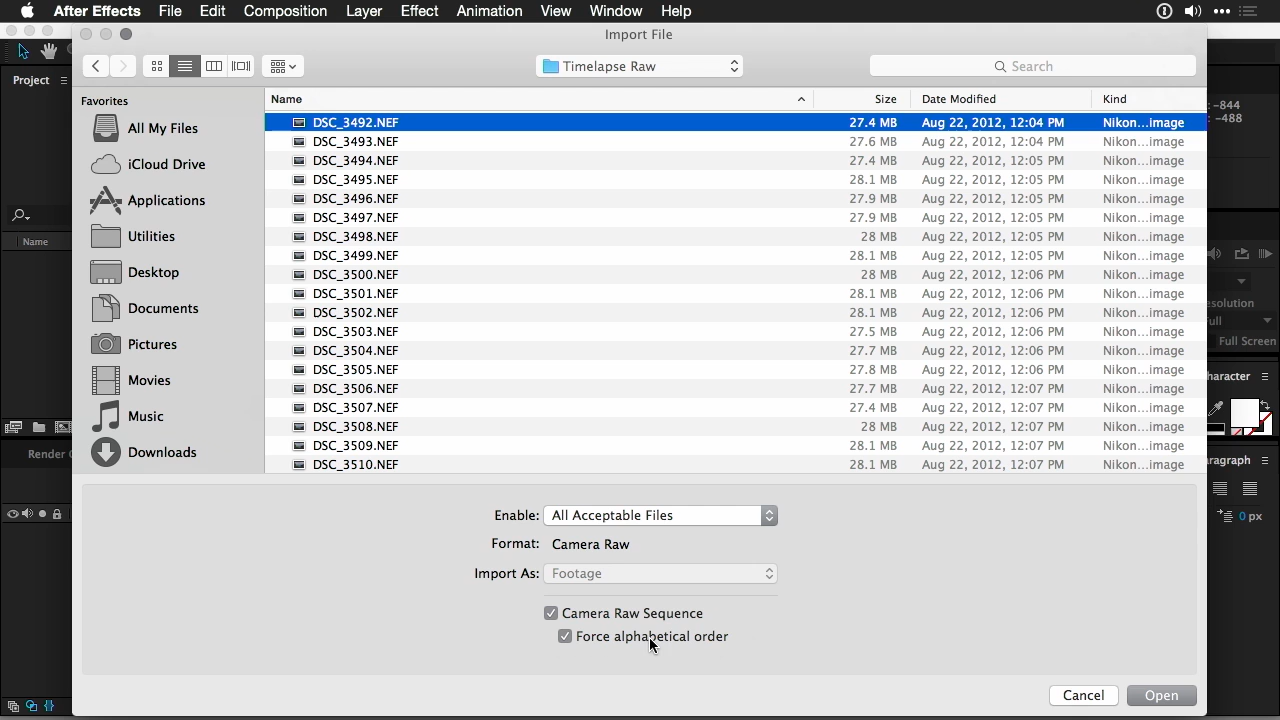 After Effects File Edit Composition Layer Effect Animation View Window Help
Import File
Timelapse Raw
Search
Project
Favorites
Name Size Date Modified Kind
-844
-488
All My Files
iCloud Drive
Applications
Utilities
Desktop
Documents
Pictures
Movies
Music
Downloads
DSC_3492.NEF 27.4 MB Aug 22, 2012, 12:04 PM Nikon...image
DSC_3493.NEF 27.6 MB Aug 22, 2012, 12:04 PM Nikon...image
DSC_3494.NEF 27.4 MB Aug 22, 2012, 12:05 PM Nikon...image
DSC_3495.NEF 28.1 MB Aug 22, 2012, 12:05 PM Nikon...image
DSC_3496.NEF 27.9 MB Aug 22, 2012, 12:05 PM Nikon...image
DSC_3497.NEF 27.9 MB Aug 22, 2012, 12:05 PM Nikon...image
DSC_3498.NEF 28 MB Aug 22, 2012, 12:05 PM Nikon...image
DSC_3499.NEF 28.1 MB Aug 22, 2012, 12:05 PM Nikon...image
DSC_3500.NEF 28 MB Aug 22, 2012, 12:06 PM Nikon...image
DSC_3501.NEF 28.1 MB Aug 22, 2012, 12:06 PM Nikon...image
DSC_3502.NEF 28.1 MB Aug 22, 2012, 12:06 PM Nikon...image
DSC_3503.NEF 27.5 MB Aug 22, 2012, 12:06 PM Nikon...image
DSC_3504.NEF 27.7 MB Aug 22, 2012, 12:06 PM Nikon...image
DSC_3505.NEF 27.8 MB Aug 22, 2012, 12:06 PM Nikon...image
DSC_3506.NEF 27.7 MB Aug 22, 2012, 12:07 PM Nikon...image
DSC_3507.NEF 27.4 MB Aug 22, 2012, 12:07 PM Nikon...image
DSC_3508.NEF 28 MB Aug 22, 2012, 12:07 PM Nikon...image
DSC_3509.NEF 28.1 MB Aug 22, 2012, 12:07 PM Nikon...image
DSC_3510.NEF 28.1 MB Aug 22, 2012, 12:07 PM Nikon...image
Name
esolution
ull
Full Screen
haracter
Render
aragraph
0 px
Enable: All Acceptable Files
Format: Camera Raw
Import As: Footage
Camera Raw Sequence
Force alphabetical order
Cancel Open